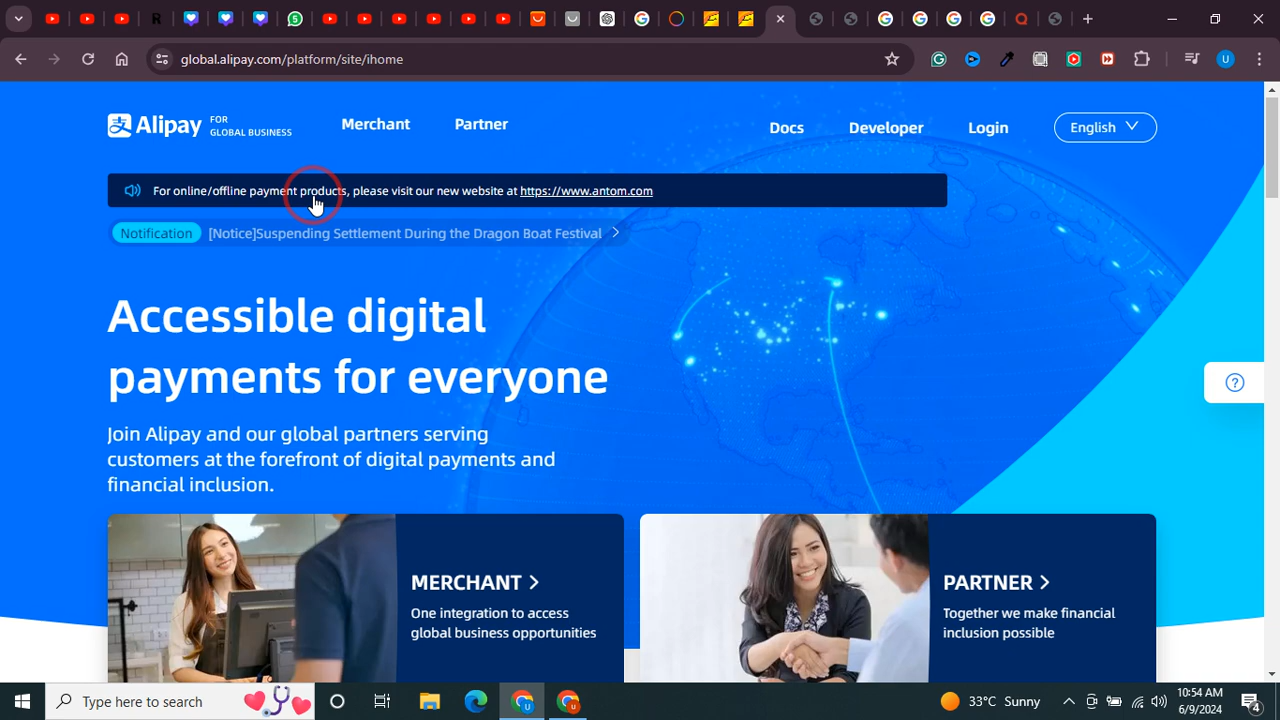 global.alipay.com/platform/site/ihome
U
Alipay
FOR
GLOBAL BUSINESS
Merchant
Partner
Docs
Developer
Login
English
For online/offline payment products, please visit our new website at https://www.antom.com
Notification
[Notice]Suspending Settlement During the Dragon Boat Festival
Accessible digital
payments for everyone
Join Alipay and our global partners serving
customers at the forefront of digital payments and
financial inclusion.
MERCHANT
One integration to access
global business opportunities
PARTNER
Together we make financial
inclusion possible
Type here to search
33°C Sunny
10:54 AM
6/9/2024
4